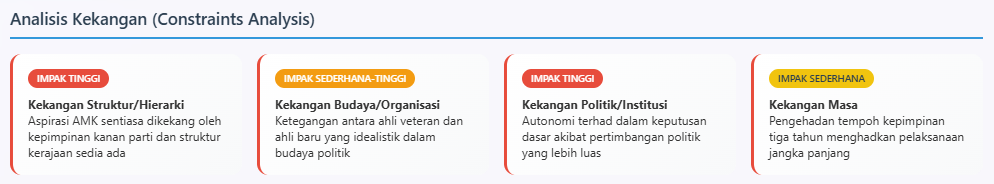 Analisis Kekangan (Constraints Analysis)
IMPAK TINGGI
Kekangan Struktur/Hierarki
Aspirasi AMK sentiasa dikekang oleh
kepimpinan kanan parti dan struktur
kerajaan sedia ada
IMPAK SEDERHANA-TINGGI
Kekangan Budaya/Organisasi
Ketegangan antara ahli veteran dan
ahli baru yang idealistik dalam
budaya politik
IMPAK TINGGI
Kekangan Politik/Institusi
Autonomi terhad dalam keputusan
dasar akibat pertimbangan politik
yang lebih luas
IMPAK SEDERHANA
Kekangan Masa
Pengehadan tempoh kepimpinan
tiga tahun menghadkan pelaksanaan
jangka panjang